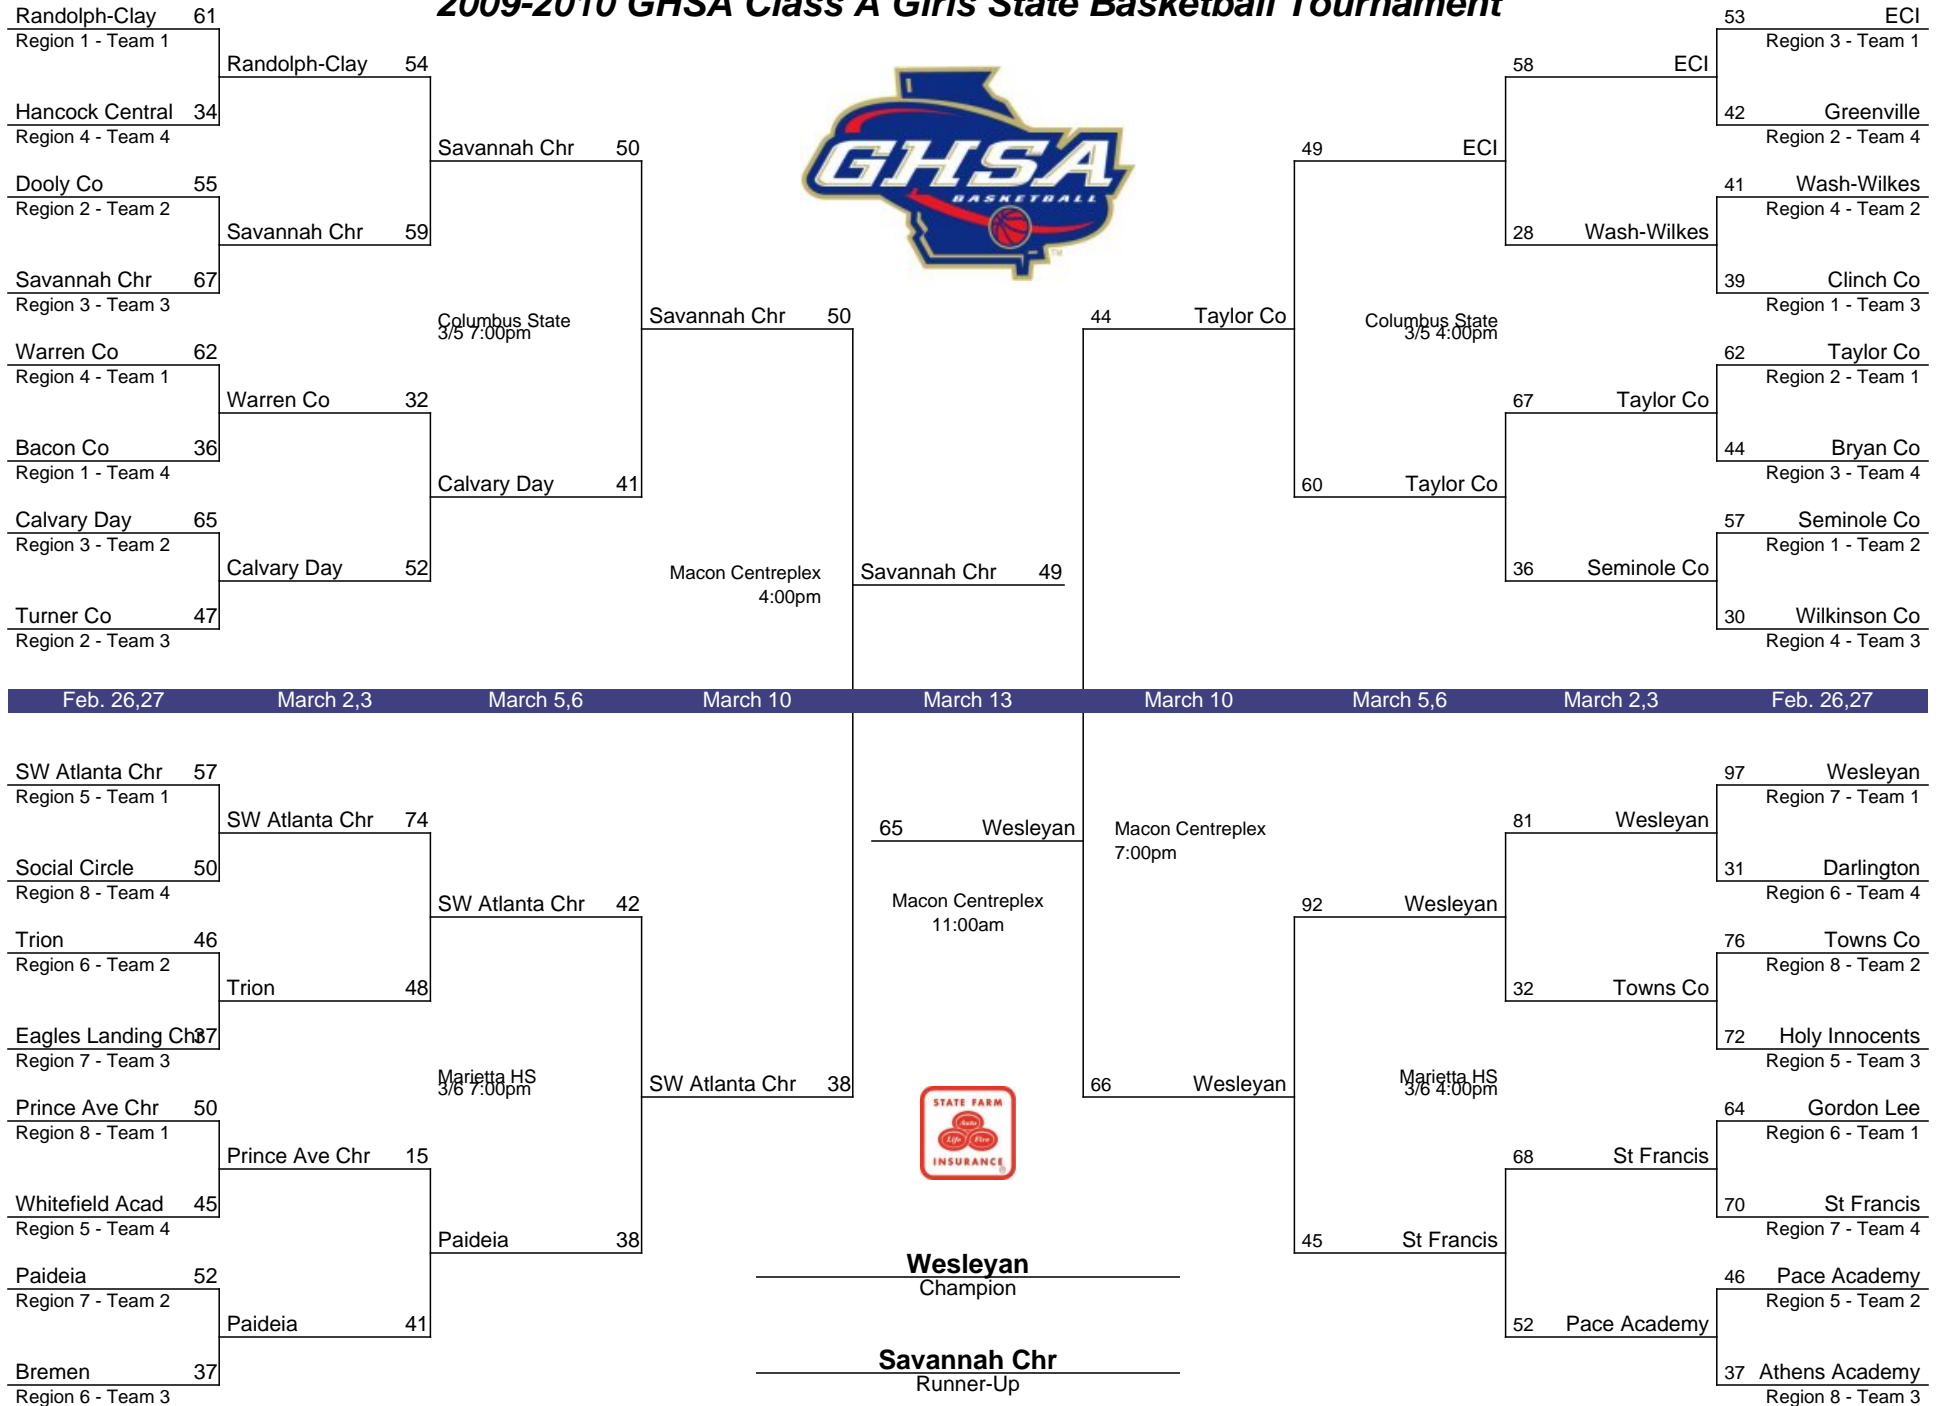 2009-2010 GHSA Class A Girls State Basketball Tournament
Randolph-Clay 61
Region 1 - Team 1
Hancock Central 34
Region 4 - Team 4
Dooly Co 55
Region 2 - Team 2
Savannah Chr 67
Region 3 - Team 3
Warren Co 62
Region 4 - Team 1
Bacon Co 36
Region 1 - Team 4
Calvary Day 65
Region 3 - Team 2
Turner Co 47
Region 2 - Team 3
Randolph-Clay 54
Savannah Chr 59
Warren Co 32
Calvary Day 52
Savannah Chr 50
Columbus State
3/5 7:00pm
Calvary Day 41
Savannah Chr 50
Macon Centreplex
4:00pm
Savannah Chr 49
GHSA
BASKETBALL
TM
44 Taylor Co
49 ECI
Columbus State
3/5 4:00pm
60 Taylor Co
58 ECI
28 Wash-Wilkes
67 Taylor Co
36 Seminole Co
53 ECI
Region 3 - Team 1
42 Greenville
Region 2 - Team 4
41 Wash-Wilkes
Region 4 - Team 2
39 Clinch Co
Region 1 - Team 3
62 Taylor Co
Region 2 - Team 1
44 Bryan Co
Region 3 - Team 4
57 Seminole Co
Region 1 - Team 2
30 Wilkinson Co
Region 4 - Team 3
Feb. 26,27 March 2,3 March 5,6 March 10 March 13 March 10 March 5,6 March 2,3 Feb. 26,27
SW Atlanta Chr 57
Region 5 - Team 1
Social Circle 50
Region 8 - Team 4
Trion 46
Region 6 - Team 2
Eagles Landing Chr 37
Region 7 - Team 3
Prince Ave Chr 50
Region 8 - Team 1
Whitefield Acad 45
Region 5 - Team 4
Paideia 52
Region 7 - Team 2
Bremen 37
Region 6 - Team 3
SW Atlanta Chr 74
Trion 48
Prince Ave Chr 15
Paideia 41
SW Atlanta Chr 42
Marietta HS
3/6 7:00pm
Paideia 38
SW Atlanta Chr 38
65 Wesleyan
Macon Centreplex
11:00am
STATE FARM
Auto
Life Fire
INSURANCE
®
Wesleyan
Champion
Savannah Chr
Runner-Up
Macon Centreplex
7:00pm
66 Wesleyan
92 Wesleyan
Marietta HS
3/6 4:00pm
45 St Francis
81 Wesleyan
32 Towns Co
68 St Francis
52 Pace Academy
97 Wesleyan
Region 7 - Team 1
31 Darlington
Region 6 - Team 4
76 Towns Co
Region 8 - Team 2
72 Holy Innocents
Region 5 - Team 3
64 Gordon Lee
Region 6 - Team 1
70 St Francis
Region 7 - Team 4
46 Pace Academy
Region 5 - Team 2
37 Athens Academy
Region 8 - Team 3